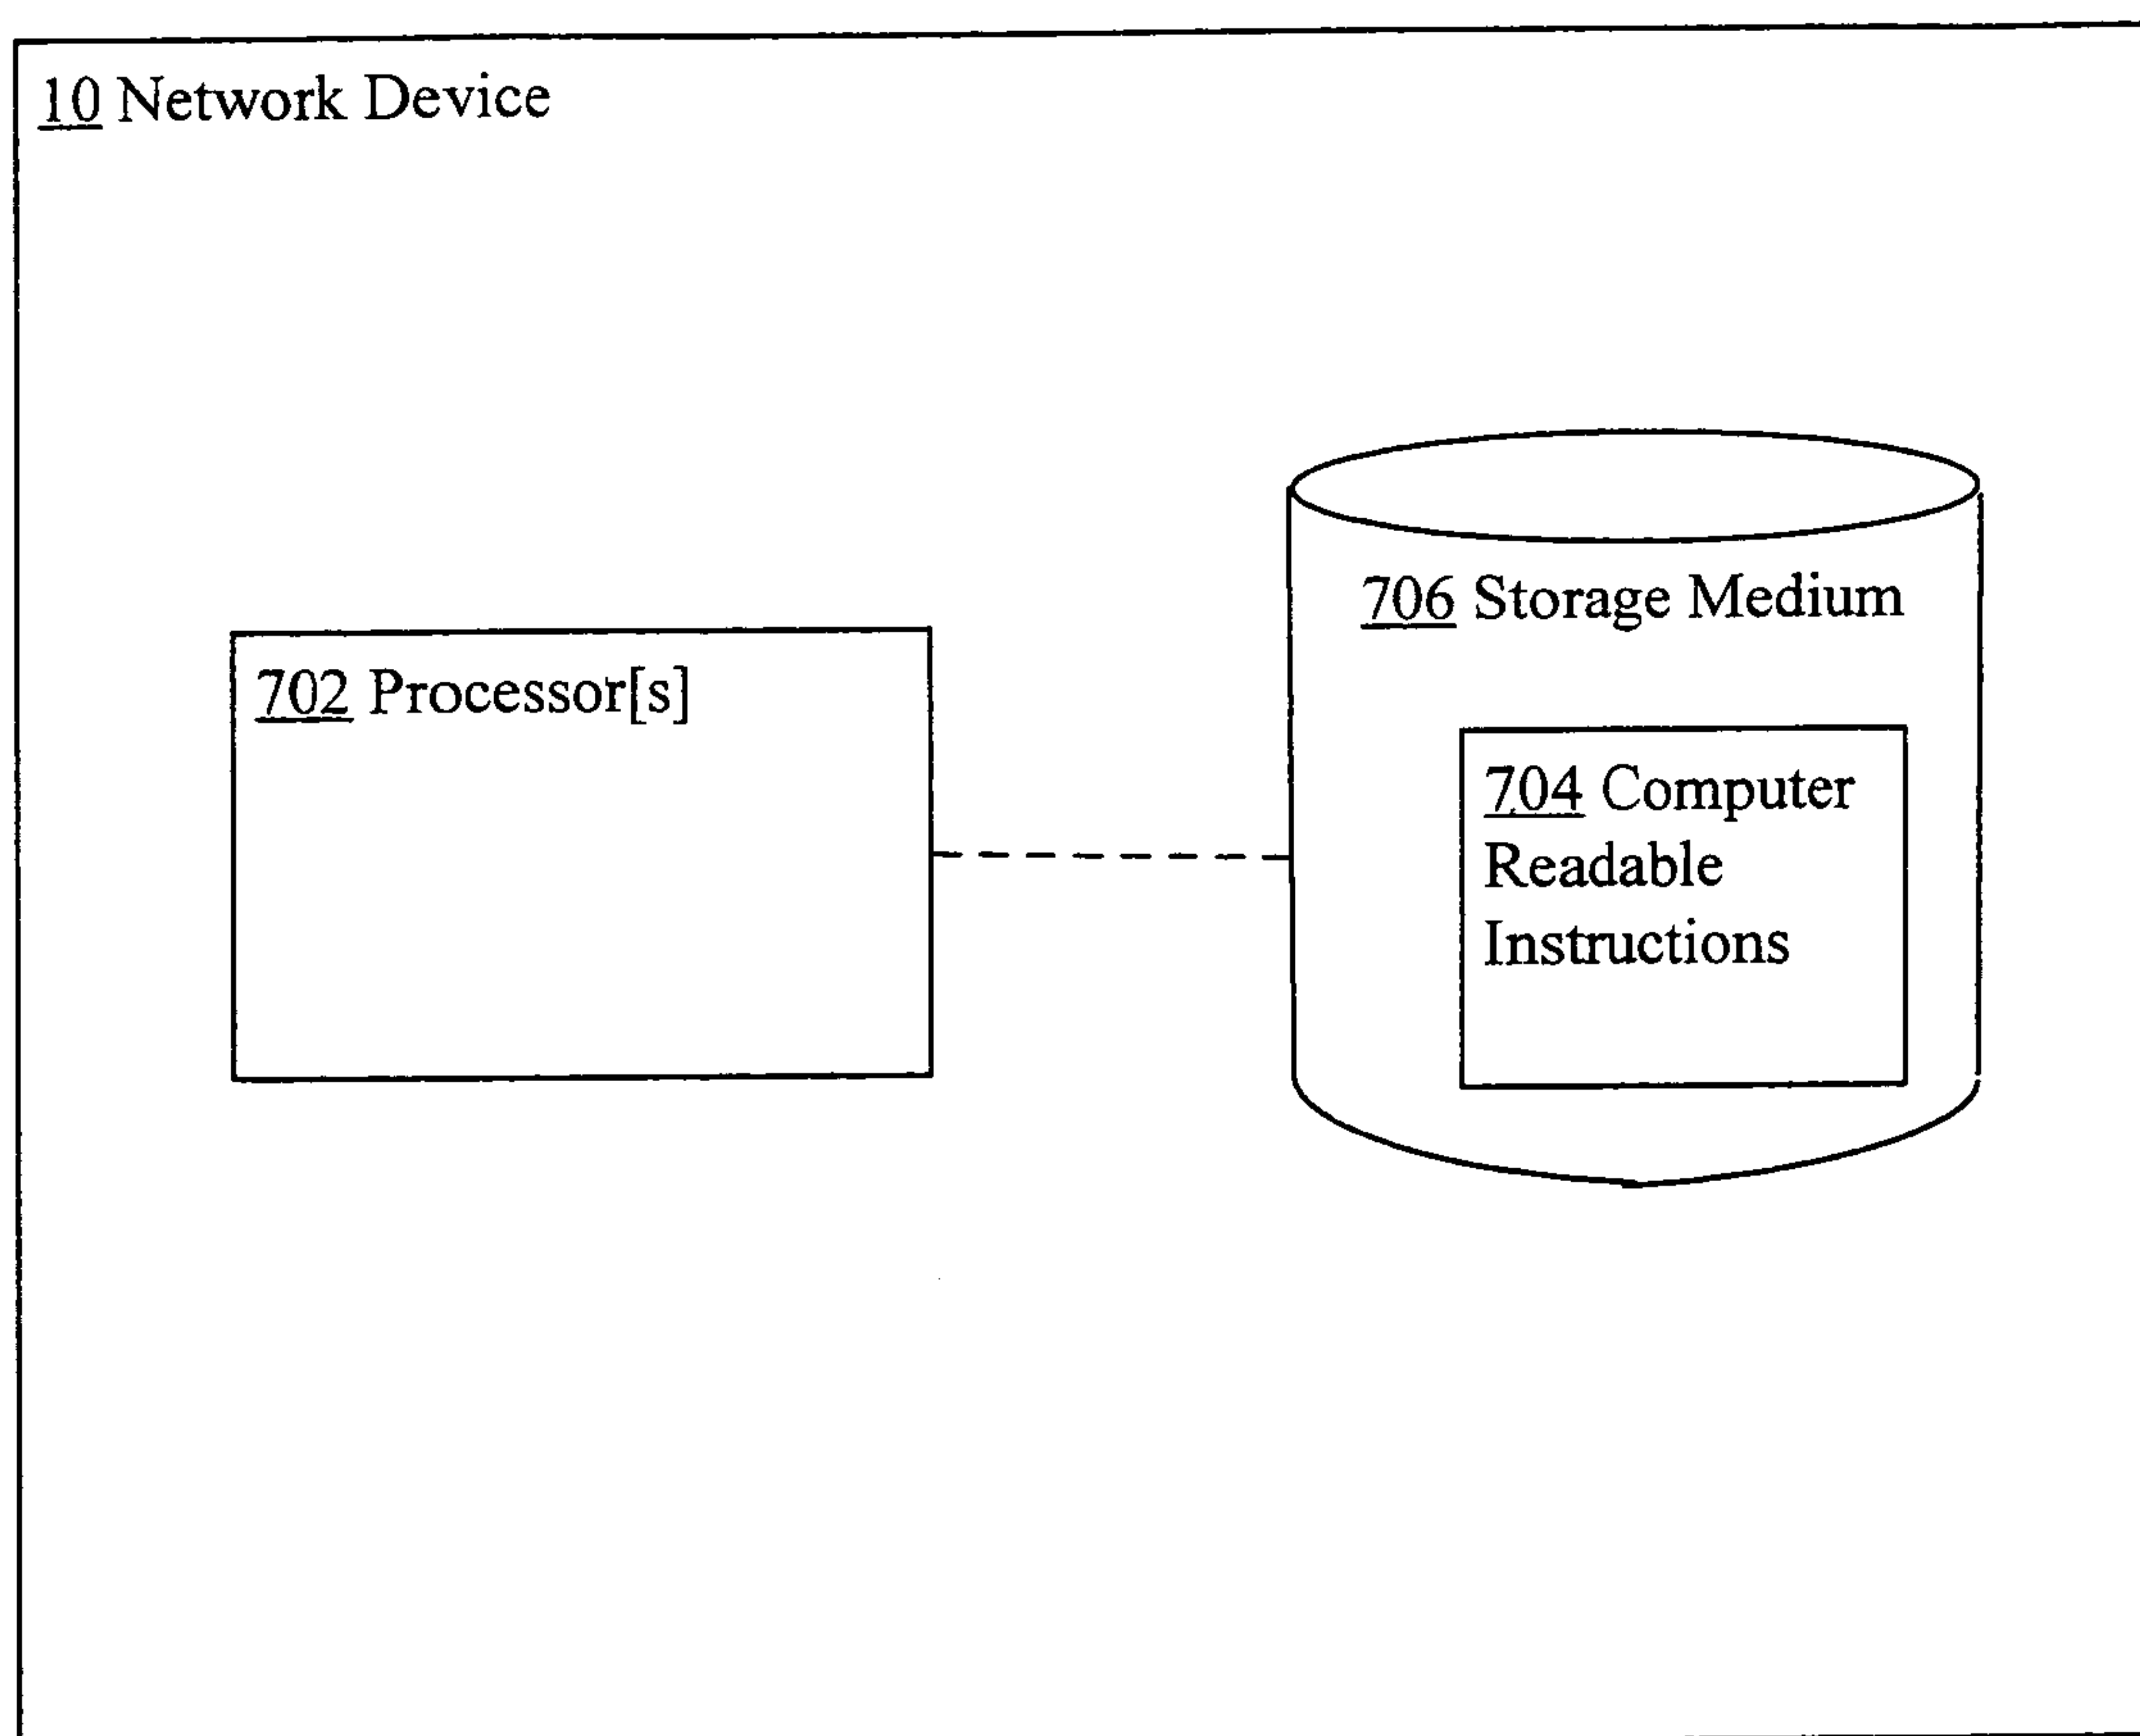 10 Network Device
706 Storage Medium
702 Processor[s]
704 Computer
Readable
Instructions